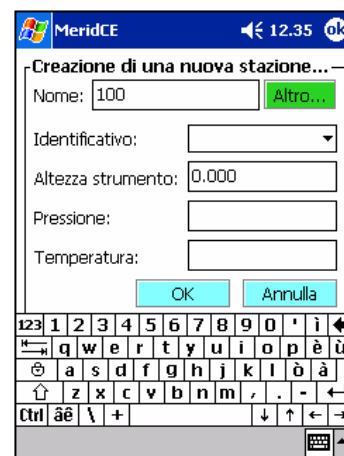 MeridCE 12.35 ok
Creazione di una nuova stazione...
Nome: 100 Altro...
Identificativo:
Altezza strumento: 0.000
Pressione:
Temperatura:
OK Annulla
123 1 2 3 4 5 6 7 8 9 0 ' ì
q w e r t y u i o p è ù
a s d f g h j k l ò à
z x c v b n m , . -
Ctrl áê \ +